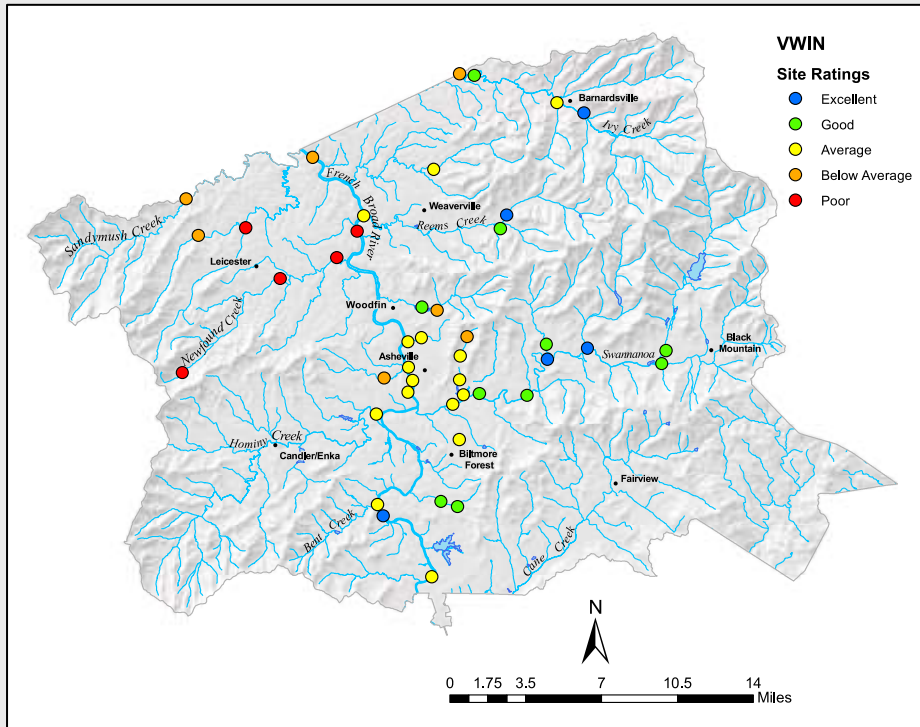 VWIN
Site Ratings
Excellent
Good
Average
Below Average
Poor
Barnardsville
Ivy Creek
French Broad River
Weaverville
Reems Creek
Sandymush Creek
Leicester
Newfound Creek
Woodfin
Asheville
Swannanoa
Black
Mountain
Hominy Creek
Candler/Enka
Biltmore
Forest
Fairview
Bent Creek
Cane Creek
N
0 1.75 3.5 7 10.5 14
Miles